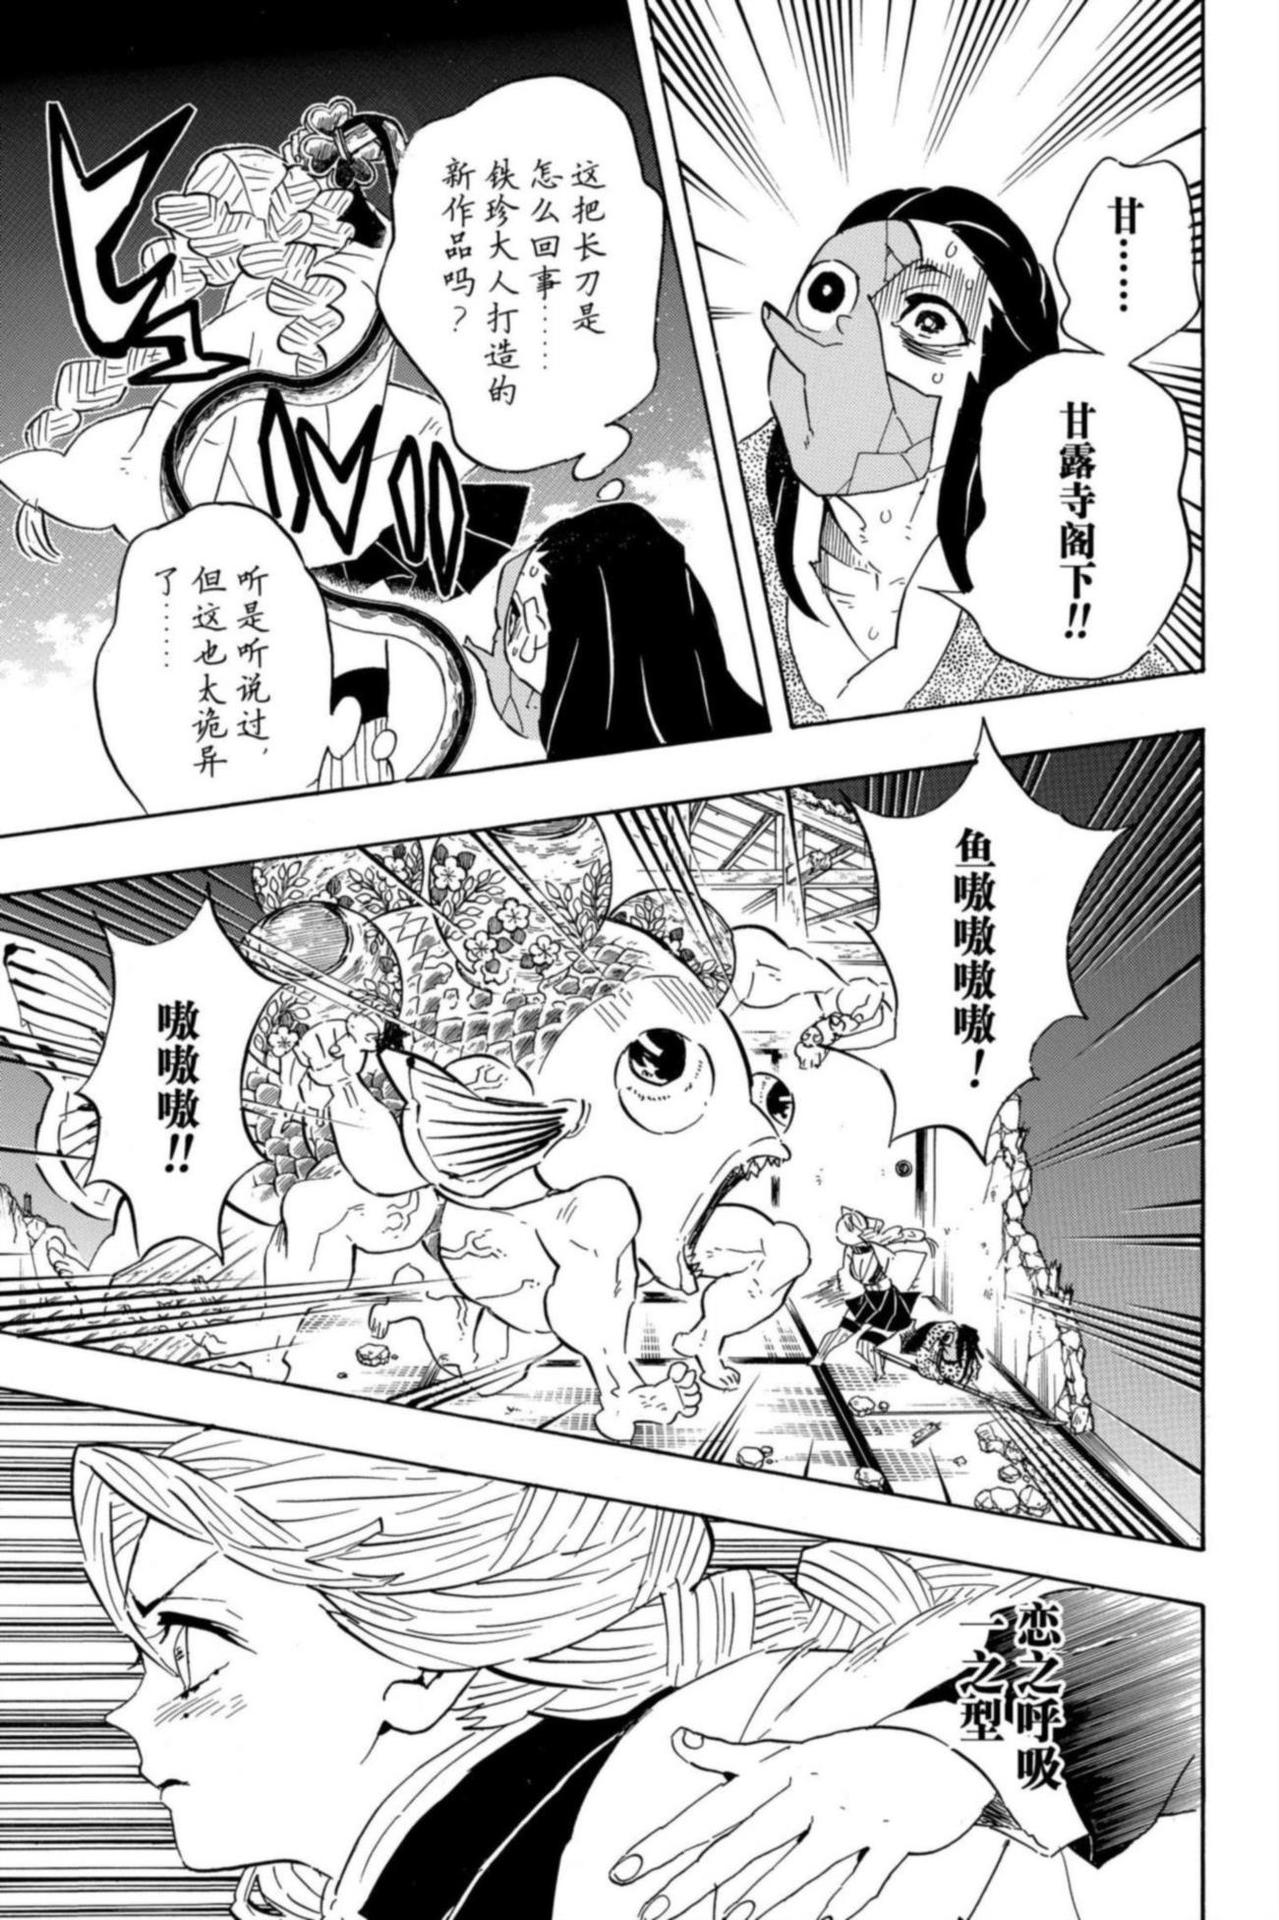 甘……
甘露寺阁下!!
这把长刀是
怎么回事……
铁珍大人打造的
新作品吗？
听是听说过，
但这也太诡异
了……
鱼嗷嗷嗷嗷！
嗷嗷嗷!!
恋之呼吸
一之型